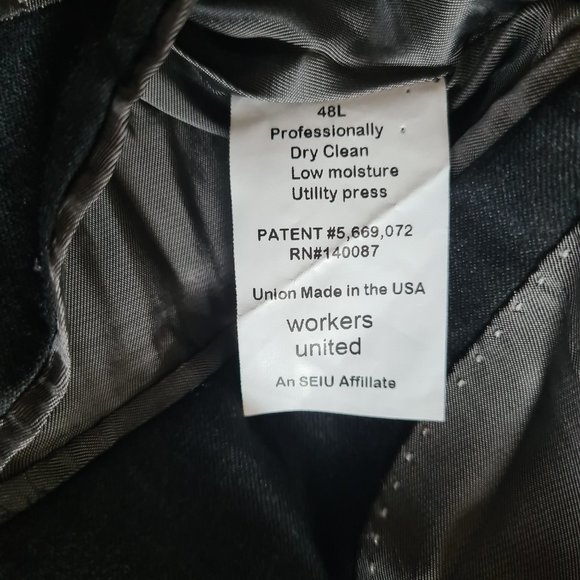 48L
Professionally
Dry Clean
Low moisture
Utility press
PATENT #5,669,072
RN#140087
Union Made in the USA
workers
united
An SEIU Affiliate